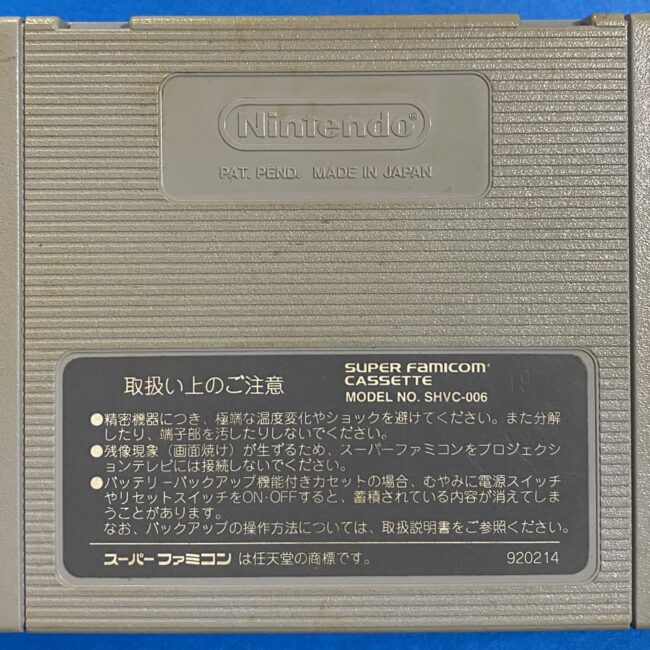 Nintendo®
PAT. PEND. MADE IN JAPAN
取扱い上のご注意
SUPER FAMICOM
CASSETTE
MODEL NO. SHVC-006
●精密機器につき、極端な温度変化やショックを避けてください。また分解
したり、端子部を汚したりしないでください。
●残像現象（画面焼け）が生ずるため、スーパーファミコンをプロジェクシ
ョンテレビには接続しないでください。
●バッテリーバックアップ機能付きカセットの場合、むやみに電源スイッチ
やリセットスイッチをON·OFFすると、蓄積されている内容が消えてしま
うことがあります。
なお、バックアップの操作方法については、取扱説明書をご参照ください。
スーパーファミコン は任天堂の商標です。
920214